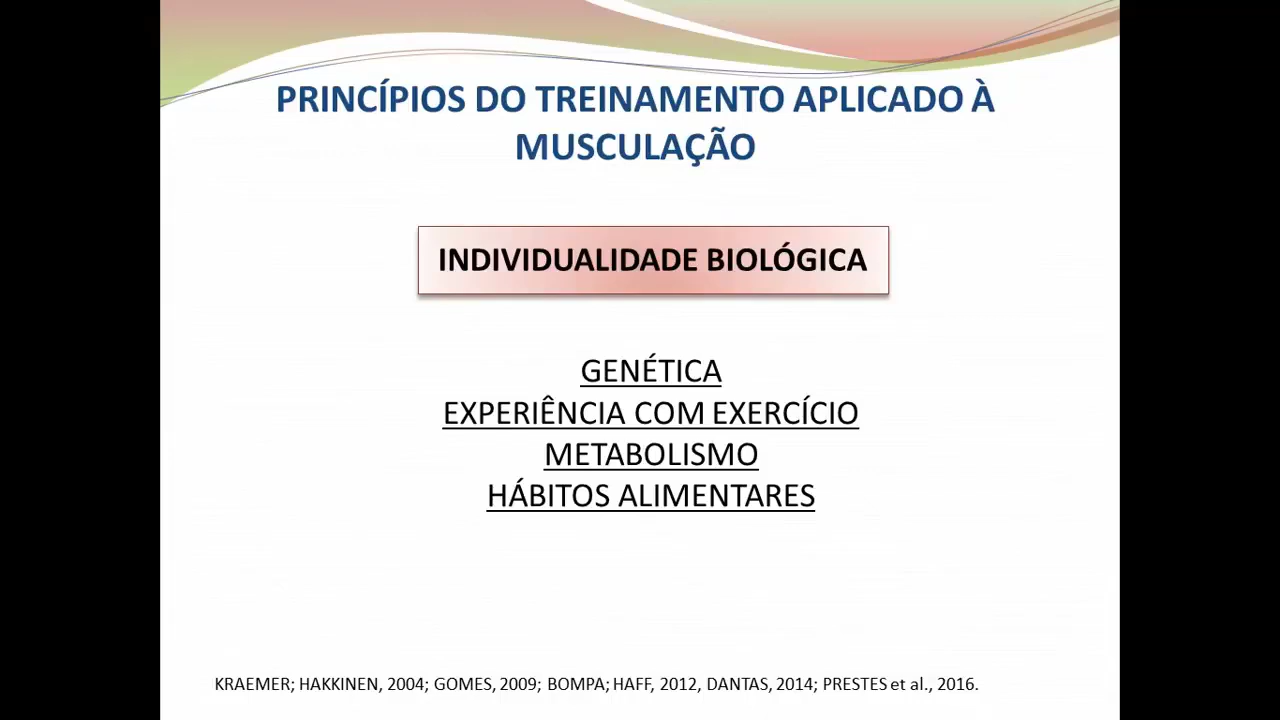 PRINCÍPIOS DO TREINAMENTO APLICADO À
MUSCULAÇÃO
INDIVIDUALIDADE BIOLÓGICA
GENÉTICA
EXPERIÊNCIA COM EXERCÍCIO
METABOLISMO
HÁBITOS ALIMENTARES
KRAEMER; HAKKINEN, 2004; GOMES, 2009; BOMPA; HAFF, 2012, DANTAS, 2014; PRESTES et al., 2016.